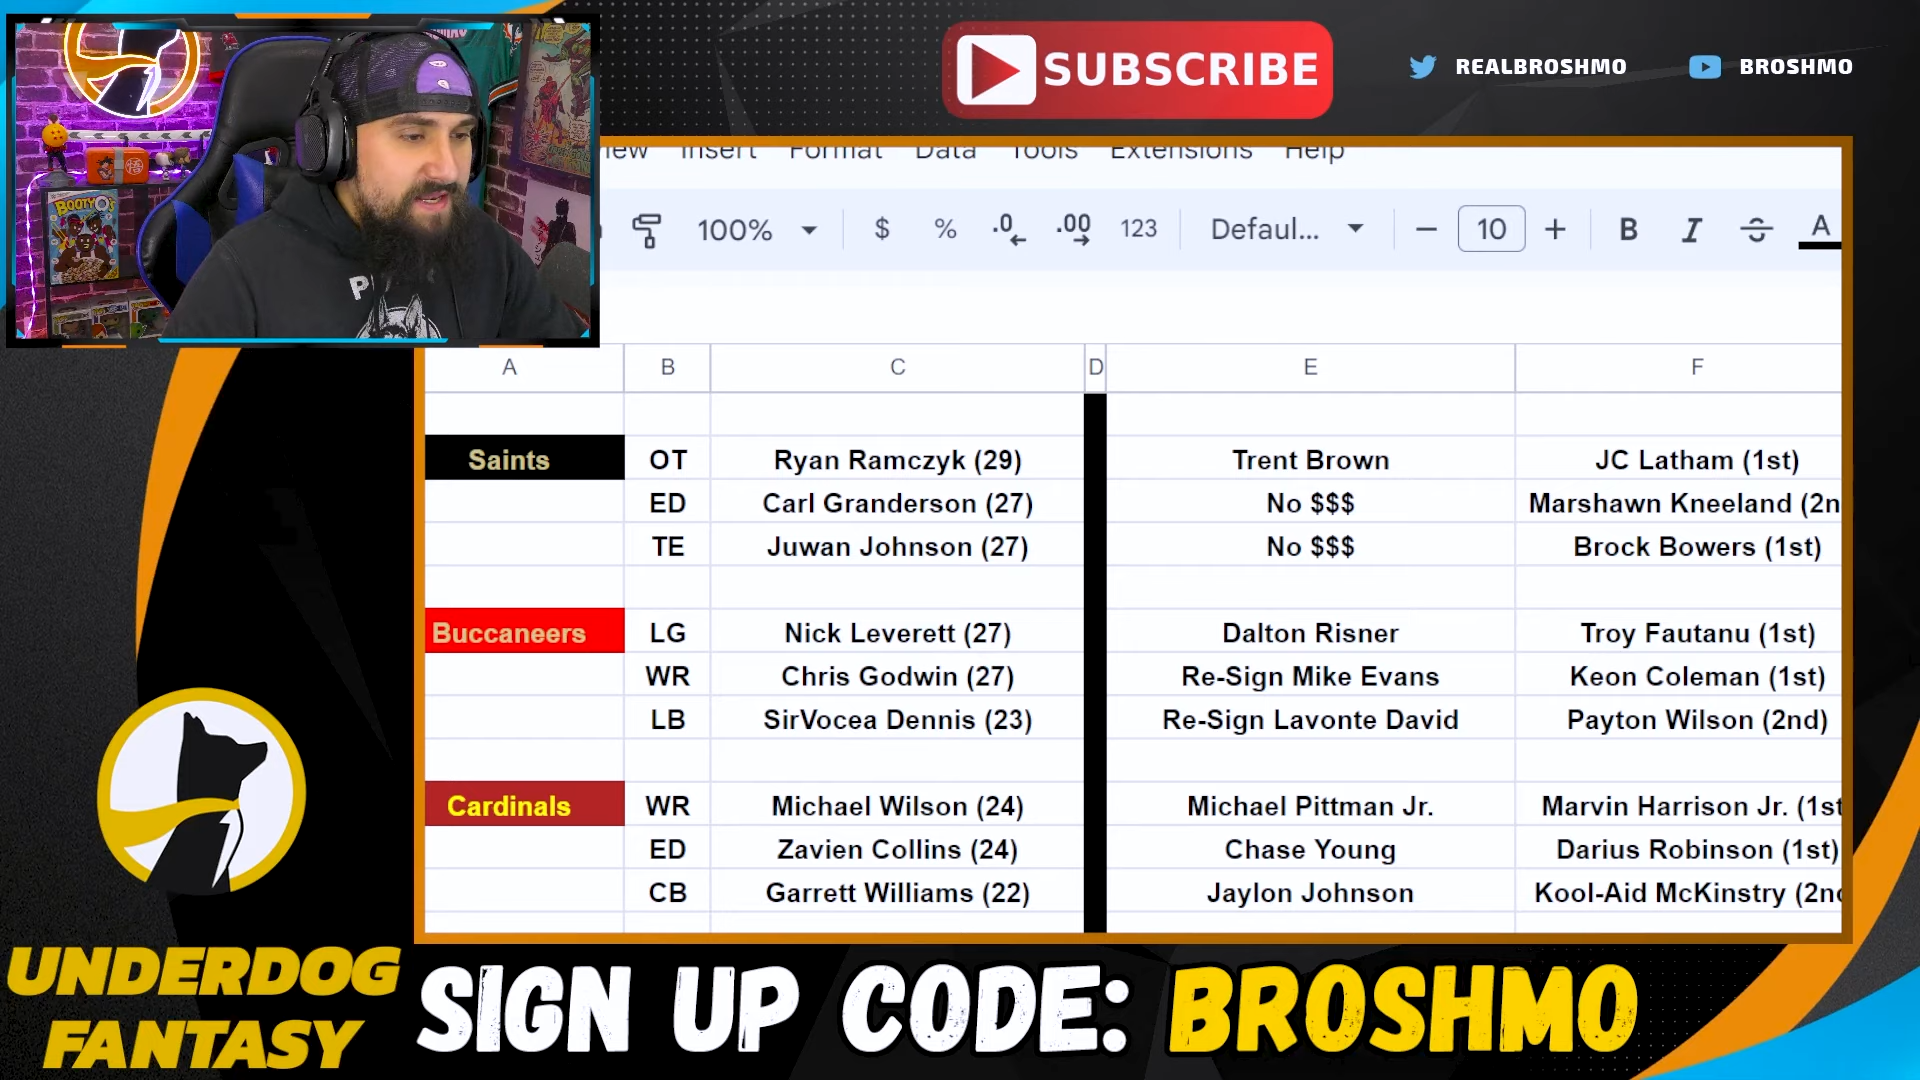 SUBSCRIBE
REALBROSHMO
BROSHMO
BOOTY O's
Insert Format Data Tools Extensions Help
100% $ % .0 .00 123 Defaul... 10 B I A
A B C D E F
Saints OT Ryan Ramczyk (29) Trent Brown JC Latham (1st)
ED Carl Granderson (27) No $$$ Marshawn Kneeland (2n
TE Juwan Johnson (27) No $$$ Brock Bowers (1st)
Buccaneers LG Nick Leverett (27) Dalton Risner Troy Fautanu (1st)
WR Chris Godwin (27) Re-Sign Mike Evans Keon Coleman (1st)
LB SirVocea Dennis (23) Re-Sign Lavonte David Payton Wilson (2nd)
Cardinals WR Michael Wilson (24) Michael Pittman Jr. Marvin Harrison Jr. (1st
ED Zavien Collins (24) Chase Young Darius Robinson (1st)
CB Garrett Williams (22) Jaylon Johnson Kool-Aid McKinstry (2nd
UNDERDOG
FANTASY
SIGN UP CODE: BROSHMO